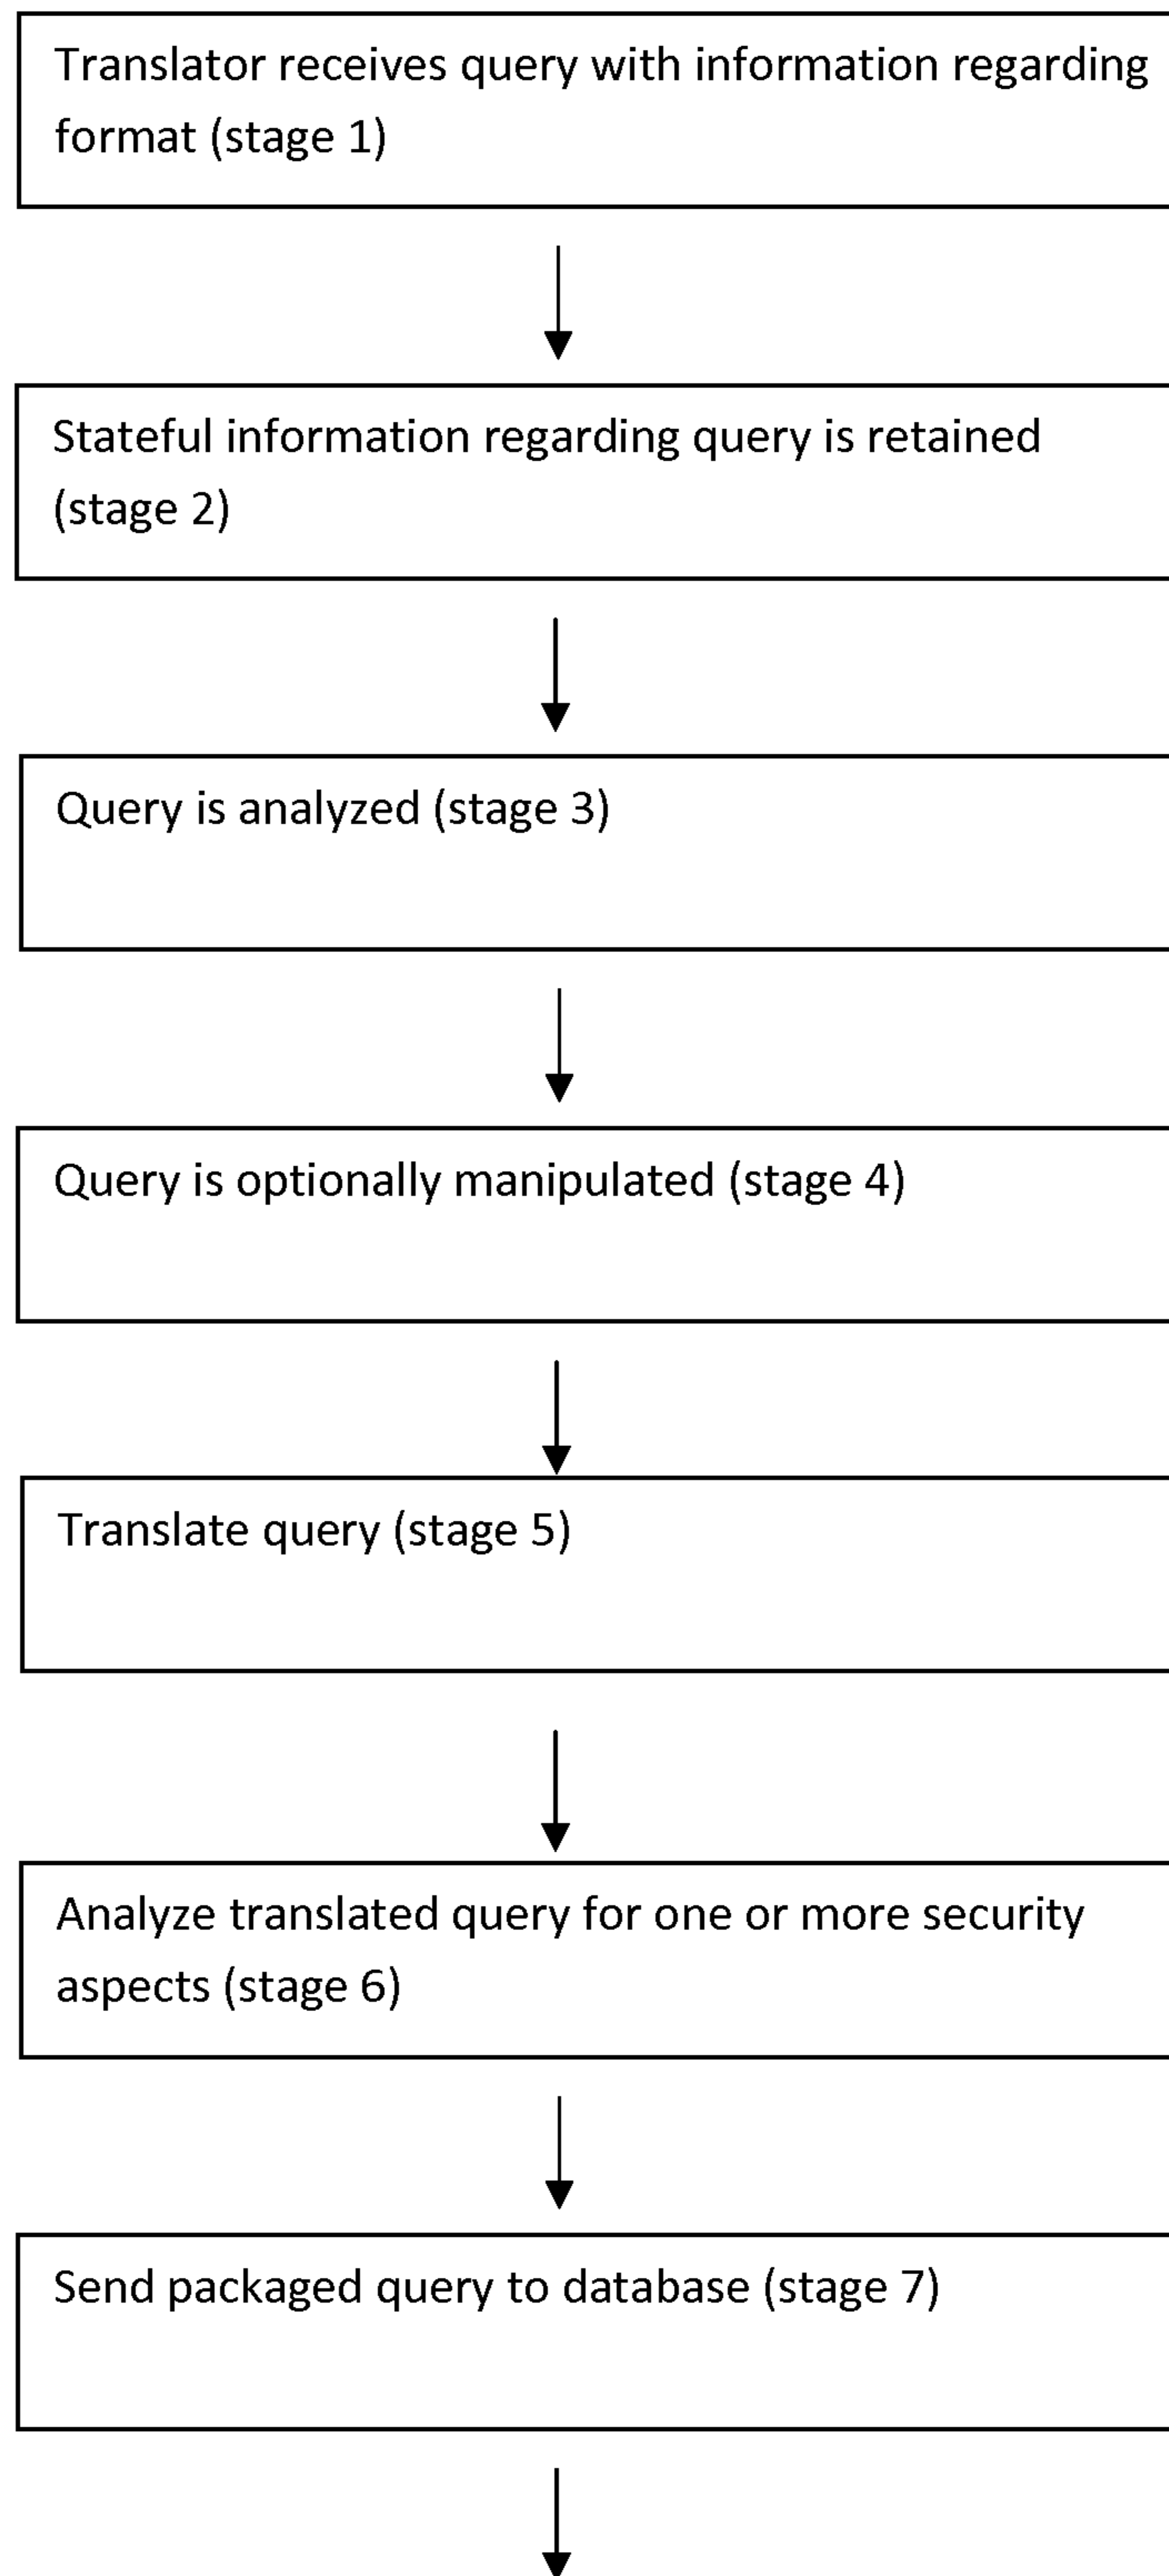 Translator receives query with information regarding
format (stage 1)
Stateful information regarding query is retained
(stage 2)
Query is analyzed (stage 3)
Query is optionally manipulated (stage 4)
Translate query (stage 5)
Analyze translated query for one or more security
aspects (stage 6)
Send packaged query to database (stage 7)